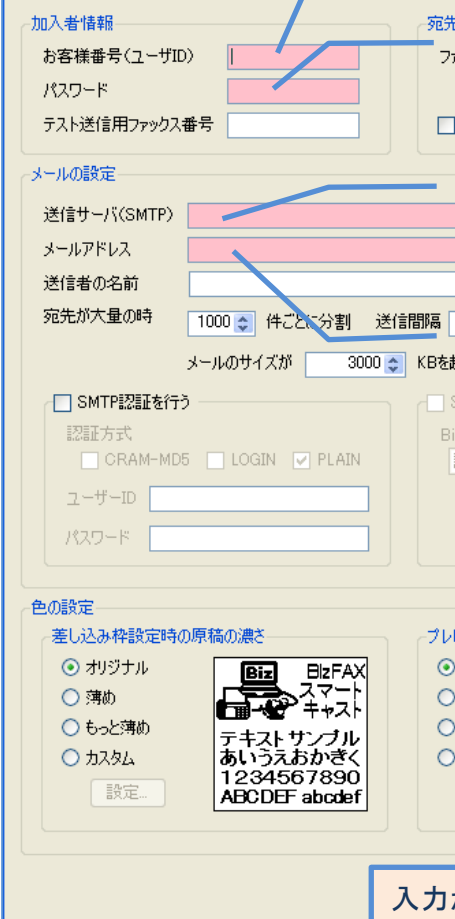 加入者情報
宛先
お客様番号(ユーザID)
パスワード
テスト送信用ファックス番号
メールの設定
送信サーバ(SMTP)
メールアドレス
送信者の名前
宛先が大量の時 1000 件ごとに分割 送信間隔
メールのサイズが 3000 KBを
SMTP認証を行う
認証方式
CRAM-MD5 LOGIN PLAIN
ユーザーID
パスワード
色の設定
差し込み枠設定時の原稿の濃さ
オリジナル
薄め
もっと薄め
カスタム
設定...
Biz BizFAX
スマート
キャスト
テキストサンプル
あいうえおかきく
1234567890
ABCDEF abcdef
プレ
入力